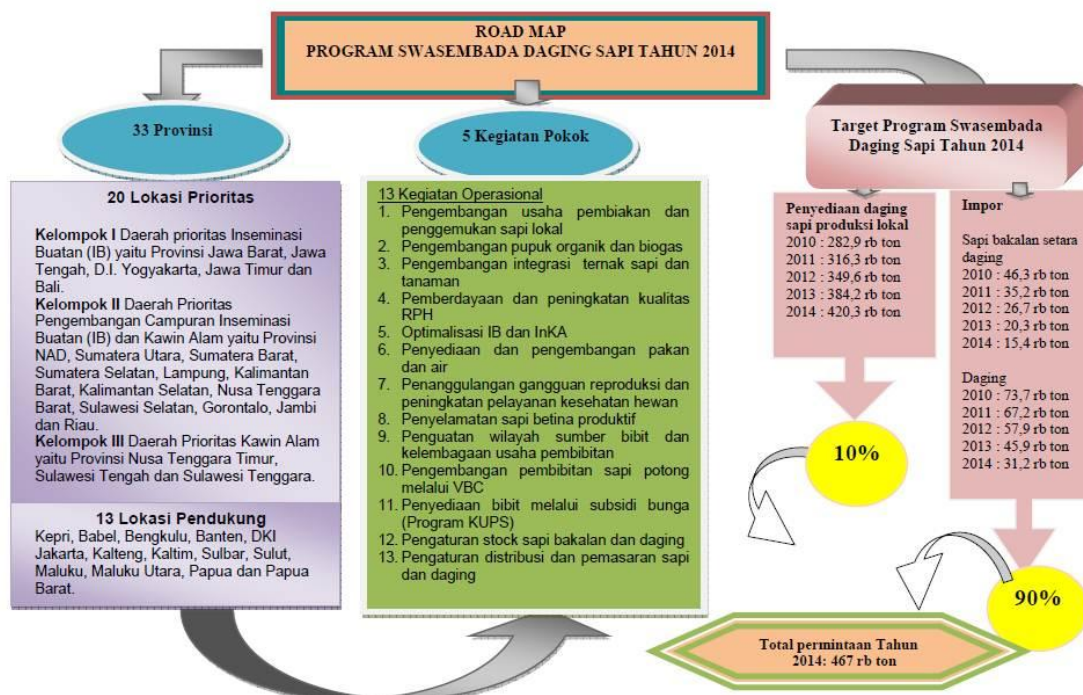 ROAD MAP
PROGRAM SWASEMBADA DAGING SAPI TAHUN 2014
33 Provinsi
20 Lokasi Prioritas
Kelompok I Daerah prioritas Inseminasi
Buatan (IB) yaitu Provinsi Jawa Barat, Jawa
Tengah, D.I. Yogyakarta, Jawa Timur dan
Bali.
Kelompok II Daerah Prioritas
Pengembangan Campuran Inseminasi
Buatan (IB) dan Kawin Alam yaitu Provinsi
NAD, Sumatera Utara, Sumatera Barat,
Sumatera Selatan, Lampung, Kalimantan
Barat, Kalimantan Selatan, Nusa Tenggara
Barat, Sulawesi Selatan, Gorontalo, Jambi
dan Riau.
Kelompok III Daerah Prioritas Kawin Alam
yaitu Provinsi Nusa Tenggara Timur,
Sulawesi Tengah dan Sulawesi Tenggara.
13 Lokasi Pendukung
Kepri, Babel, Bengkulu, Banten, DKI
Jakarta, Kalteng, Kaltim, Sulbar, Sulut,
Maluku, Maluku Utara, Papua dan Papua
Barat.
5 Kegiatan Pokok
13 Kegiatan Operasional
1. Pengembangan usaha pembiakan dan
penggemukan sapi lokal
2. Pengembangan pupuk organik dan biogas
3. Pengembangan integrasi ternak sapi dan
tanaman
4. Pemberdayaan dan peningkatan kualitas
RPH
5. Optimalisasi IB dan InKA
6. Penyediaan dan pengembangan pakan
dan air
7. Penanggulangan gangguan reproduksi dan
peningkatan pelayanan kesehatan hewan
8. Penyelamatan sapi betina produktif
9. Penguatan wilayah sumber bibit dan
kelembagaan usaha pembibitan
10. Pengembangan pembibitan sapi potong
melalui VBC
11. Penyediaan bibit melalui subsidi bunga
(Program KUPS)
12. Pengaturan stock sapi bakalan dan daging
13. Pengaturan distribusi dan pemasaran sapi
dan daging
Target Program Swasembada
Daging Sapi Tahun 2014
Penyediaan daging
sapi produksi lokal
2010 : 282,9 rb ton
2011 : 316,3 rb ton
2012 : 349,6 rb ton
2013 : 384,2 rb ton
2014 : 420,3 rb ton
10%
Impor
Sapi bakalan setara
daging
2010 : 46,3 rb ton
2011 : 35,2 rb ton
2012 : 26,7 rb ton
2013 : 20,3 rb ton
2014 : 15,4 rb ton
Daging
2010 : 73,7 rb ton
2011 : 67,2 rb ton
2012 : 57,9 rb ton
2013 : 45,9 rb ton
2014 : 31,2 rb ton
90%
Total permintaan Tahun
2014: 467 rb ton